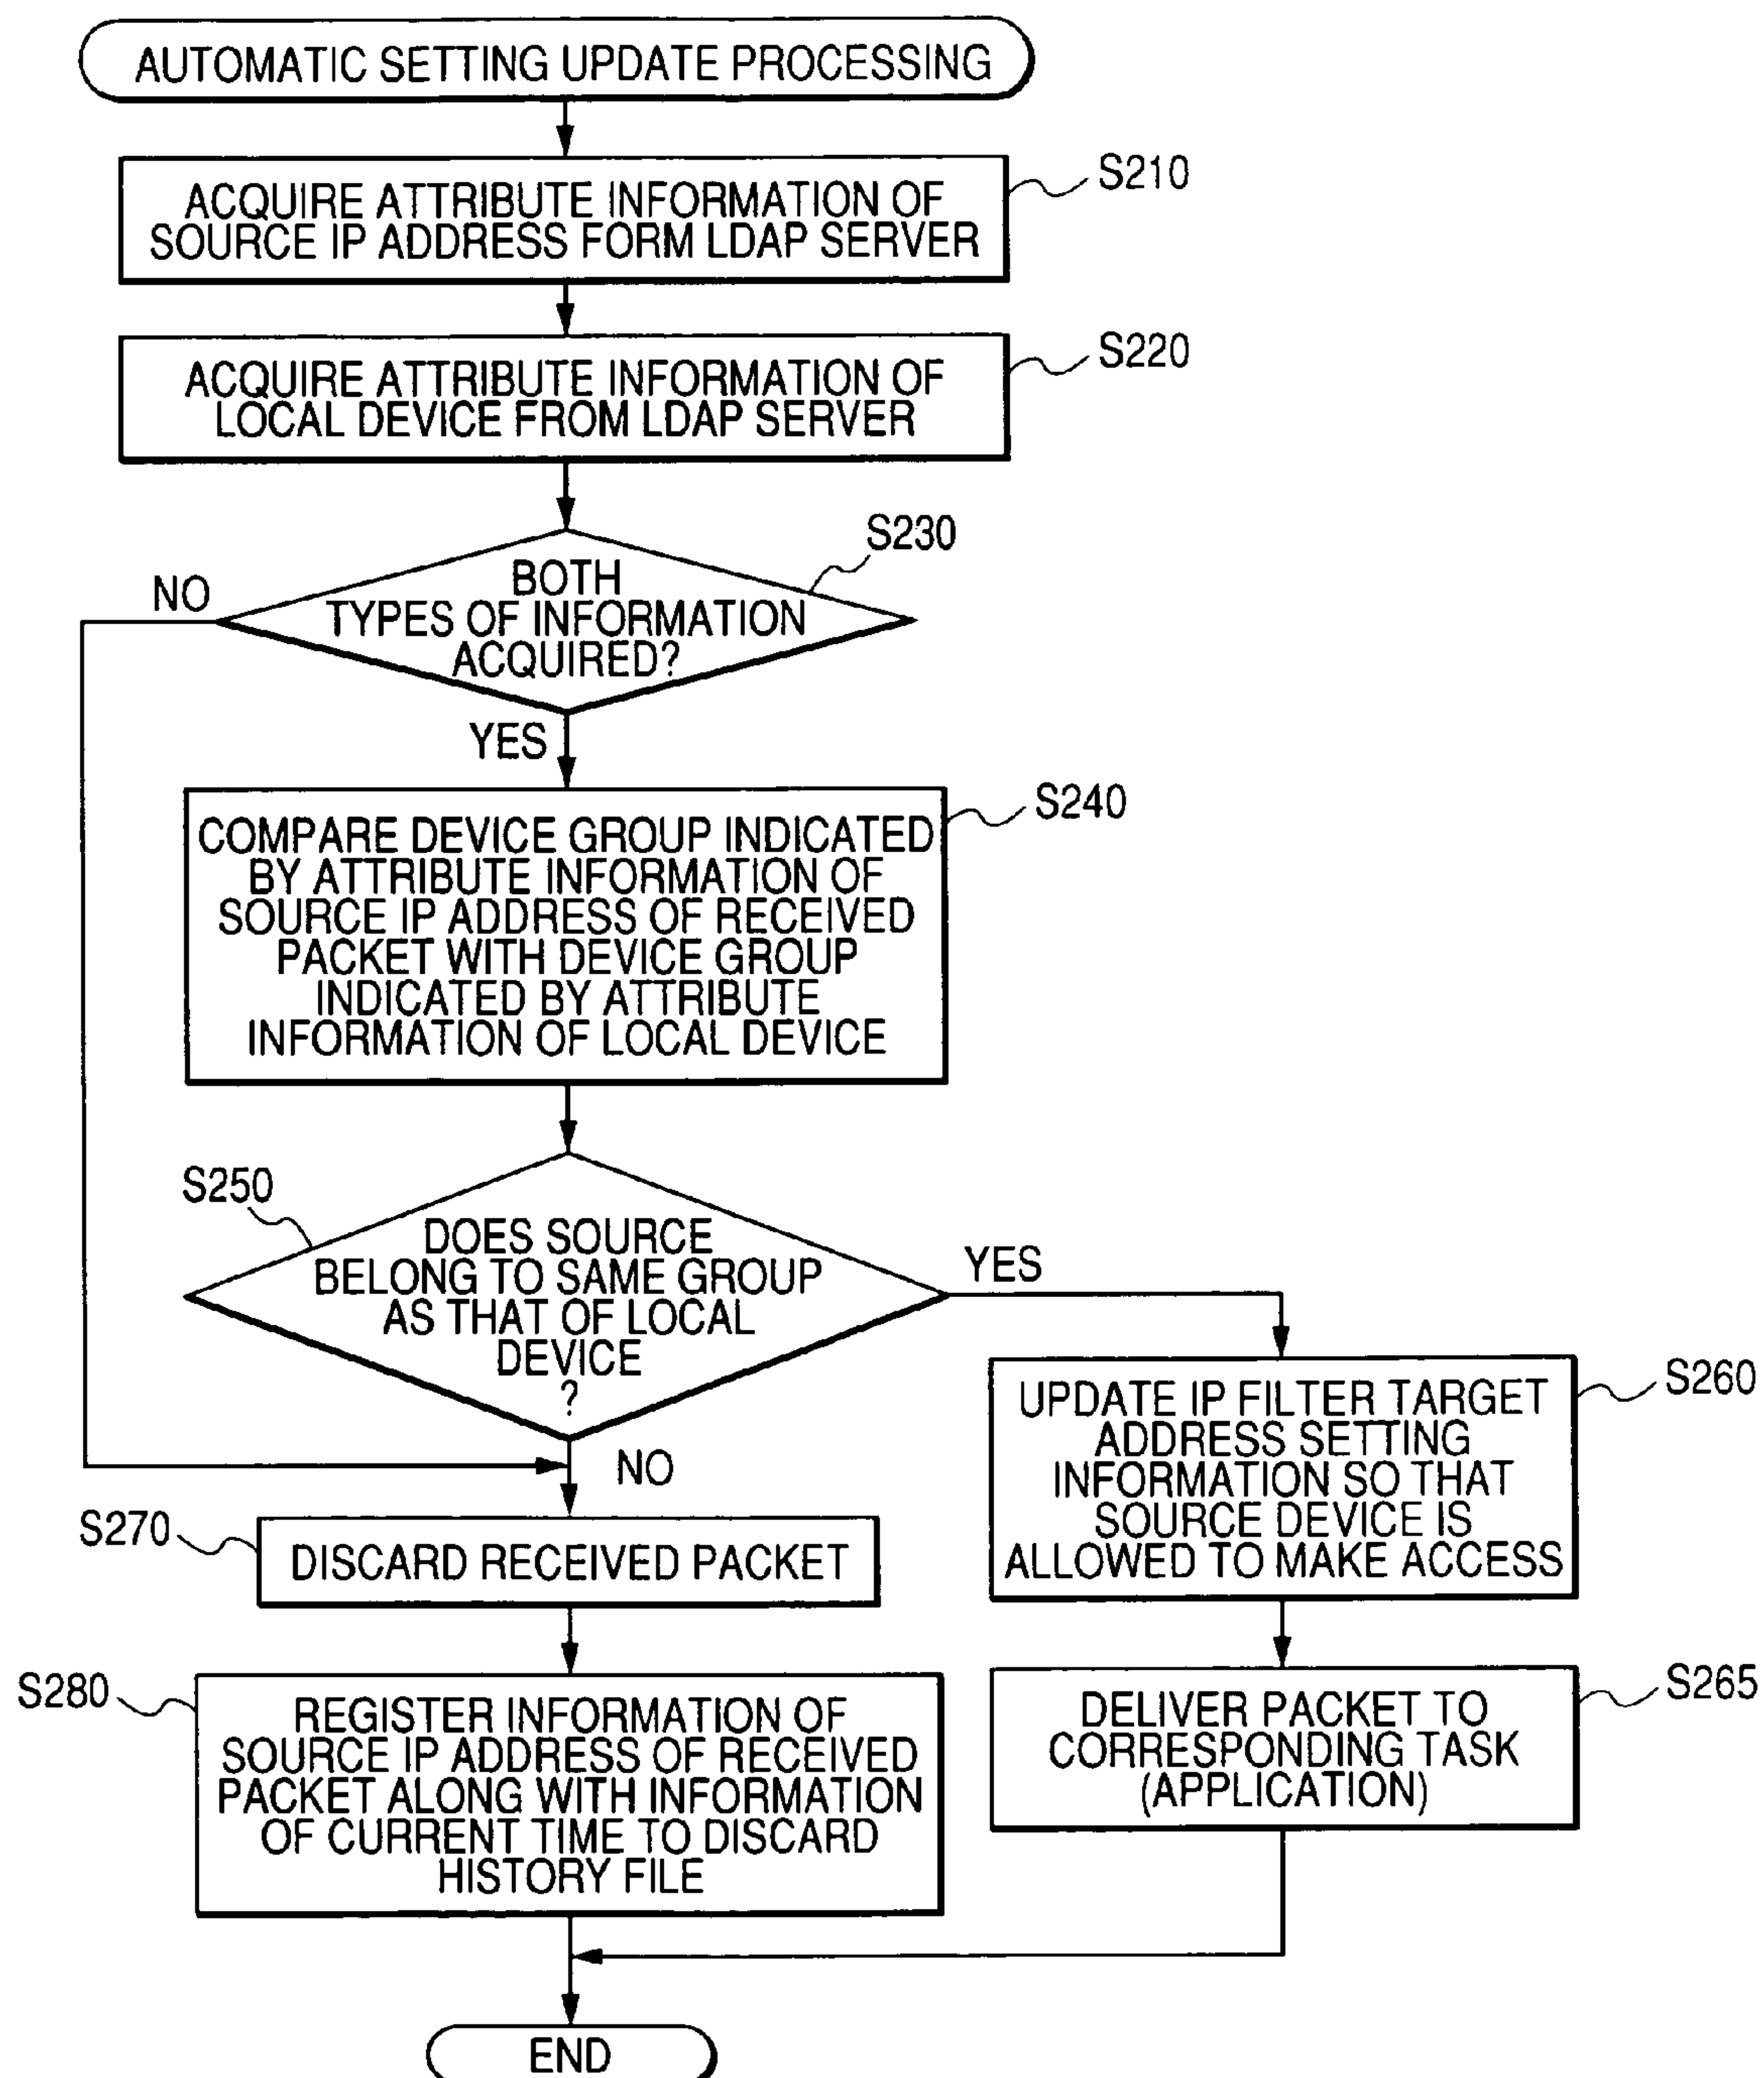 AUTOMATIC SETTING UPDATE PROCESSING
ACQUIRE ATTRIBUTE INFORMATION OF
SOURCE IP ADDRESS FORM LDAP SERVER
S210
ACQUIRE ATTRIBUTE INFORMATION OF
LOCAL DEVICE FROM LDAP SERVER
S220
S230
NO
BOTH
TYPES OF INFORMATION
ACQUIRED?
YES
S240
COMPARE DEVICE GROUP INDICATED
BY ATTRIBUTE INFORMATION OF
SOURCE IP ADDRESS OF RECEIVED
PACKET WITH DEVICE GROUP
INDICATED BY ATTRIBUTE
INFORMATION OF LOCAL DEVICE
S250
DOES SOURCE
BELONG TO SAME GROUP
AS THAT OF LOCAL
DEVICE
?
YES
NO
S260
UPDATE IP FILTER TARGET
ADDRESS SETTING
INFORMATION SO THAT
SOURCE DEVICE IS
ALLOWED TO MAKE ACCESS
S270
DISCARD RECEIVED PACKET
S265
DELIVER PACKET TO
CORRESPONDING TASK
(APPLICATION)
S280
REGISTER INFORMATION OF
SOURCE IP ADDRESS OF RECEIVED
PACKET ALONG WITH INFORMATION
OF CURRENT TIME TO DISCARD
HISTORY FILE
END